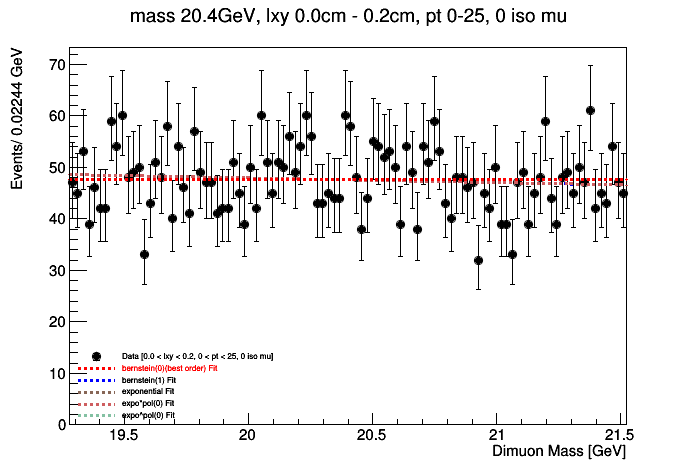 mass 20.4GeV, lxy 0.0cm - 0.2cm, pt 0-25, 0 iso mu
Events/ 0.02244 GeV
70
60
50
40
30
20
10
0
Data [0.0 < lxy < 0.2, 0 < pt < 25, 0 iso mu]
bernstein(0)(best order) Fit
bernstein(1) Fit
exponential Fit
expo*pol(0) Fit
expo*pol(0) Fit
19.5 20 20.5 21 21.5
Dimuon Mass [GeV]